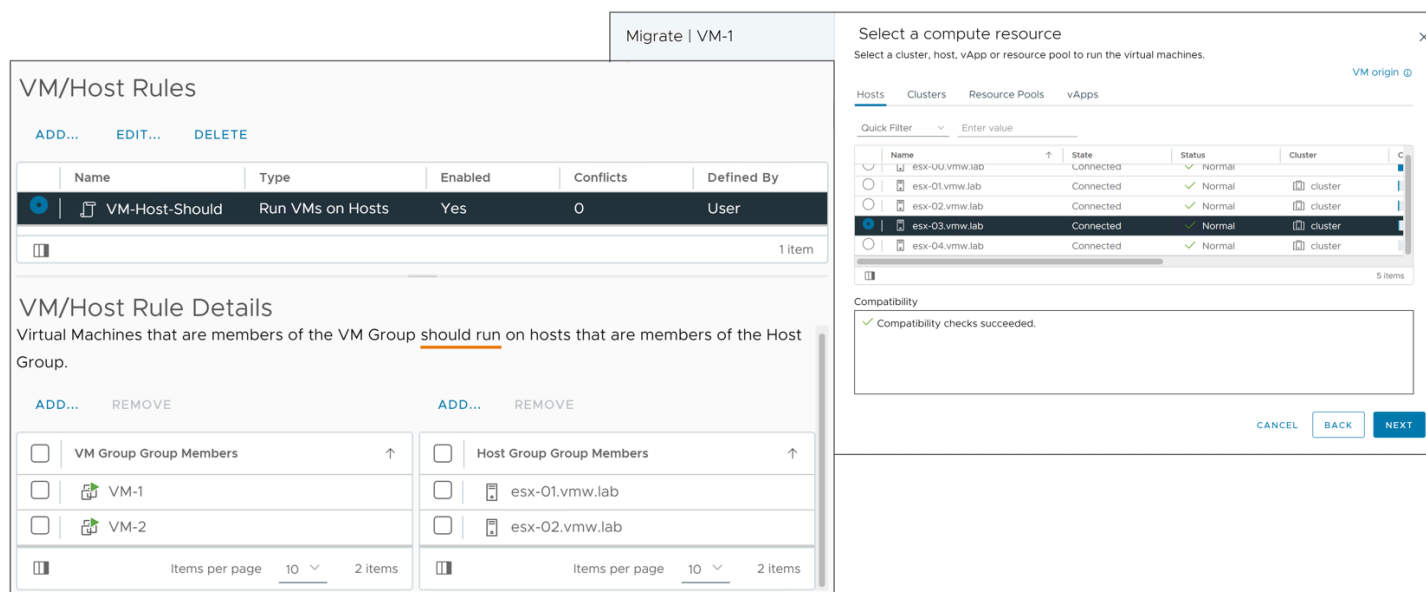 Migrate | VM-1
Select a compute resource
Select a cluster, host, vApp or resource pool to run the virtual machines.
VM origin
Hosts Clusters Resource Pools vApps
Quick Filter Enter value
Name State Status Cluster
esx-00.vmw.lab Connected Normal
esx-01.vmw.lab Connected Normal cluster
esx-02.vmw.lab Connected Normal cluster
esx-03.vmw.lab Connected Normal cluster
esx-04.vmw.lab Connected Normal cluster
5 items
Compatibility
Compatibility checks succeeded.
CANCEL BACK NEXT
VM/Host Rules
ADD... EDIT... DELETE
Name Type Enabled Conflicts Defined By
VM-Host-Should Run VMs on Hosts Yes 0 User
1 item
VM/Host Rule Details
Virtual Machines that are members of the VM Group should run on hosts that are members of the Host
Group.
ADD... REMOVE ADD... REMOVE
VM Group Group Members Host Group Group Members
VM-1 esx-01.vmw.lab
VM-2 esx-02.vmw.lab
Items per page 10 2 items Items per page 10 2 items